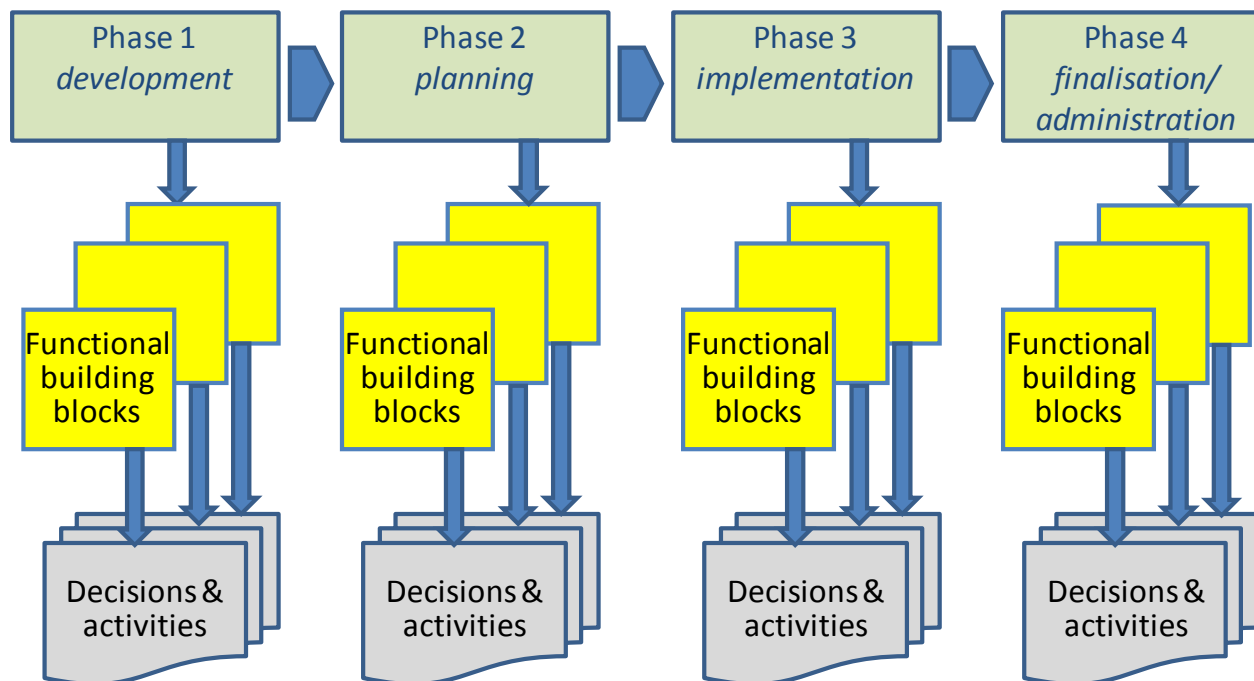 Phase 1
development
Phase 2
planning
Phase 3
implementation
Phase 4
finalisation/
administration
Functional
building
blocks
Functional
building
blocks
Functional
building
blocks
Functional
building
blocks
Decisions &
activities
Decisions &
activities
Decisions &
activities
Decisions &
activities